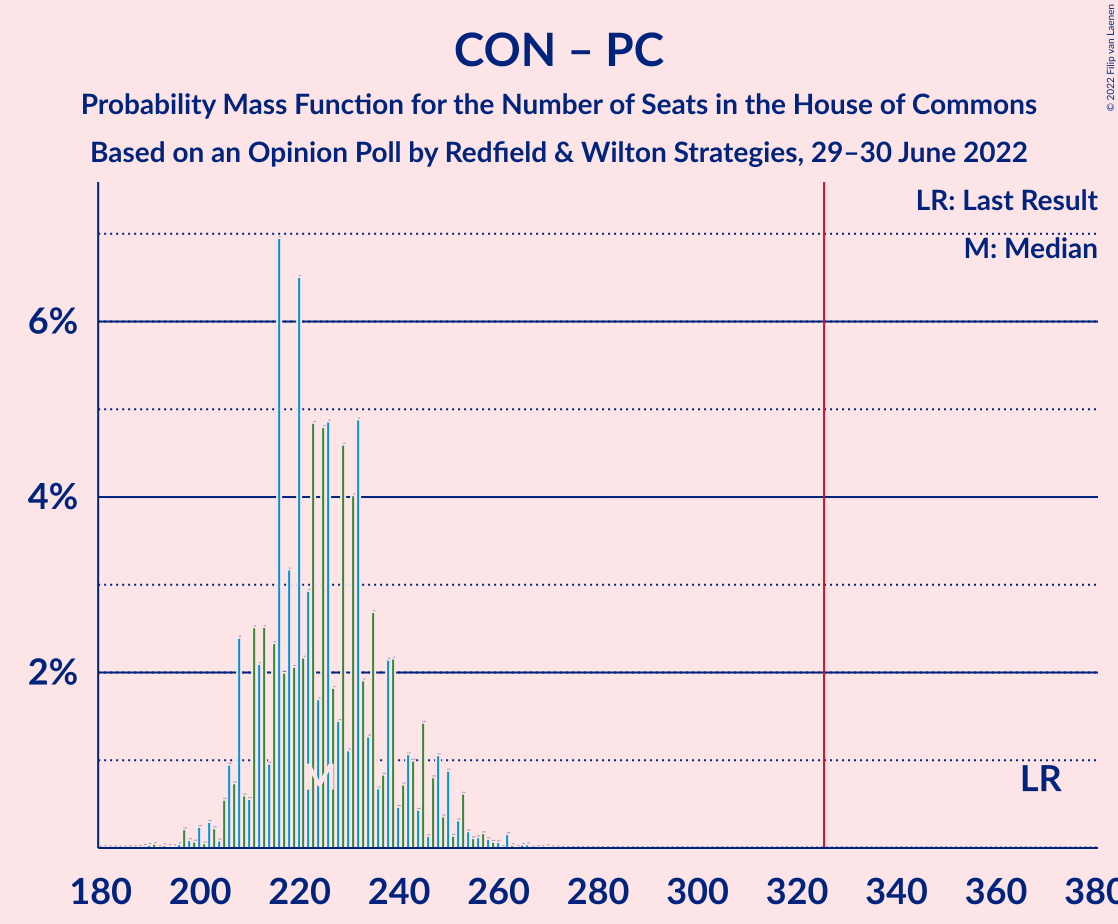 CON – PC
Probability Mass Function for the Number of Seats in the House of Commons
Based on an Opinion Poll by Redfield & Wilton Strategies, 29–30 June 2022
© 2022 Filip van Laenen
LR: Last Result
M: Median
6%
4%
2%
LR
180 200 220 240 260 280 300 320 340 360 380